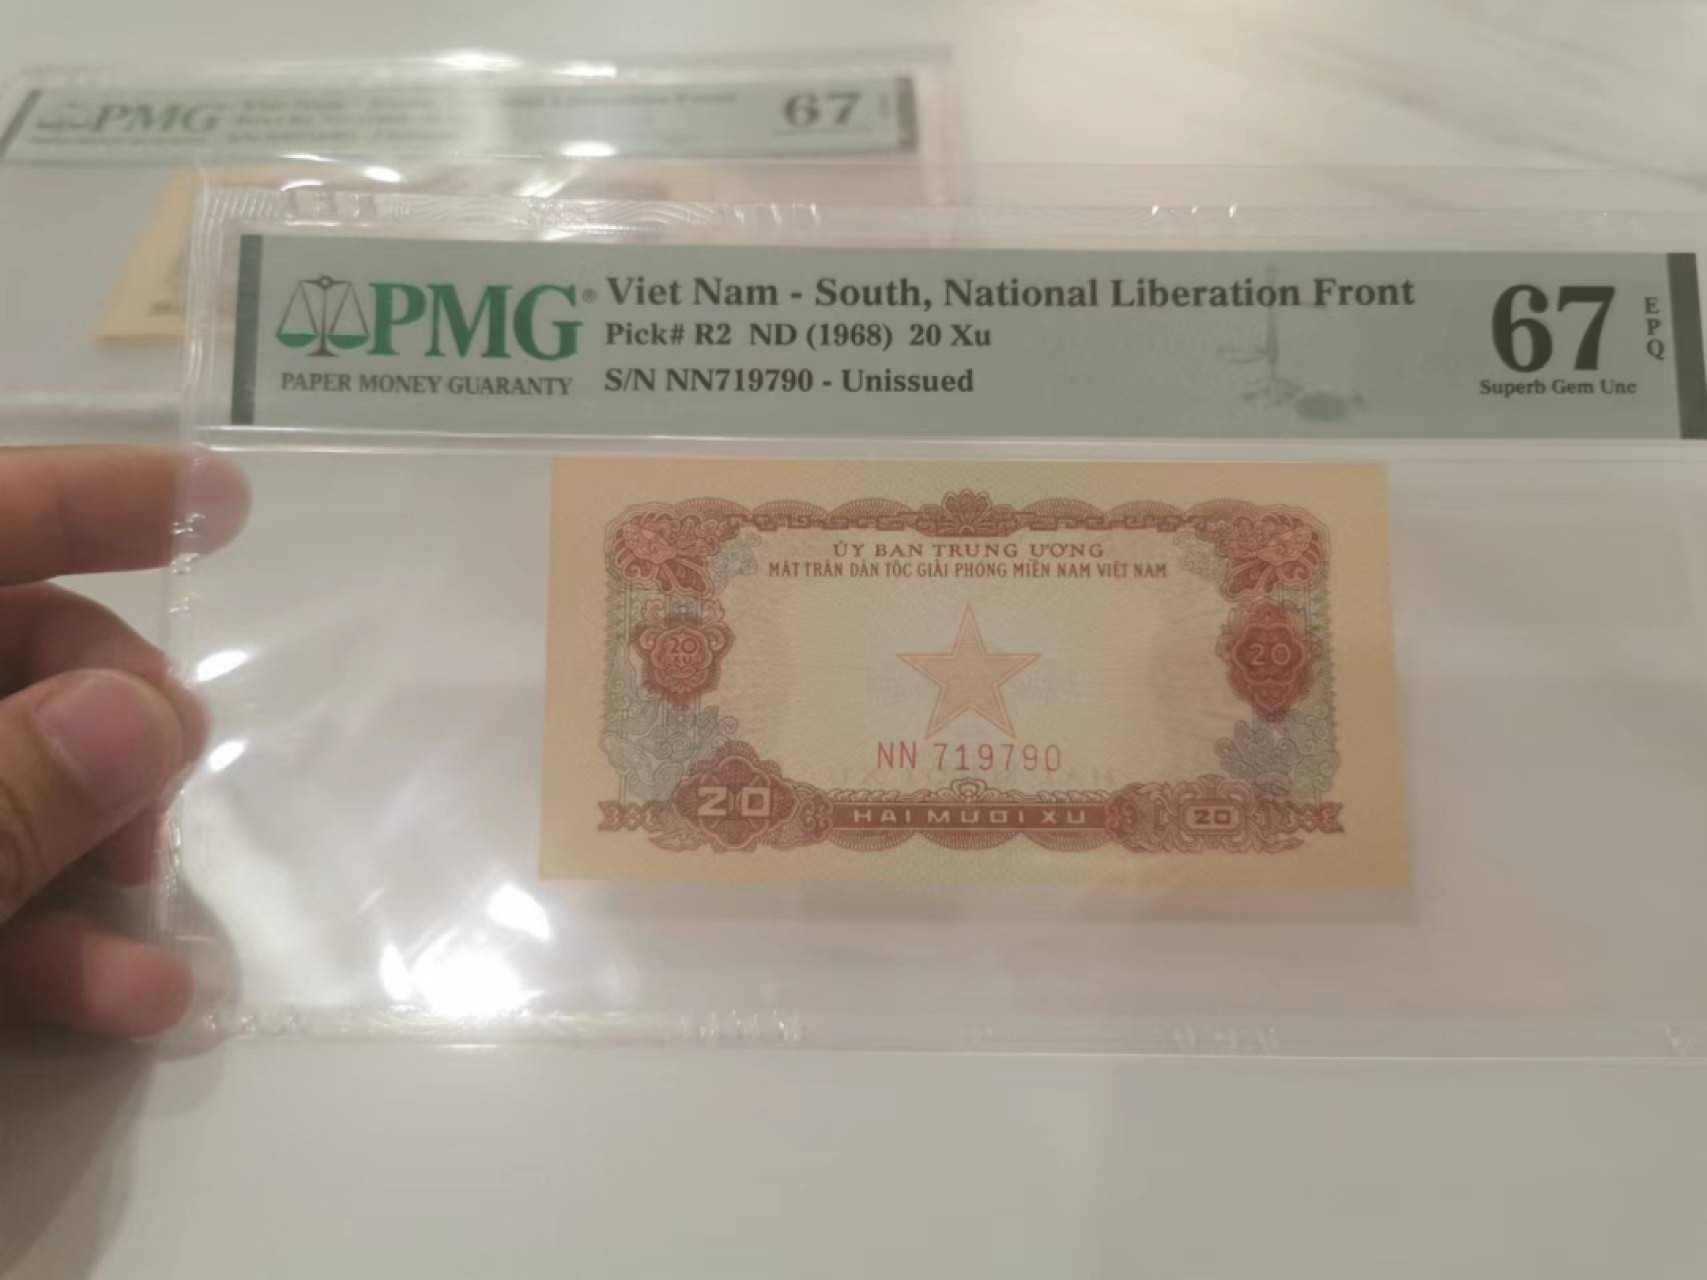 PMG
67
PMG®
PAPER MONEY GUARANTY
Viet Nam - South, National Liberation Front
Pick# R2 ND (1968) 20 Xu
S/N NN719790 - Unissued
67
EPQ
Superb Gem Unc
ỦY BAN TRUNG ƯƠNG
MẶT TRẬN DÂN TỘC GIẢI PHÓNG MIỀN NAM VIỆT NAM
20
XU
20
NN 719790
20
HAI MƯƠI XU
20